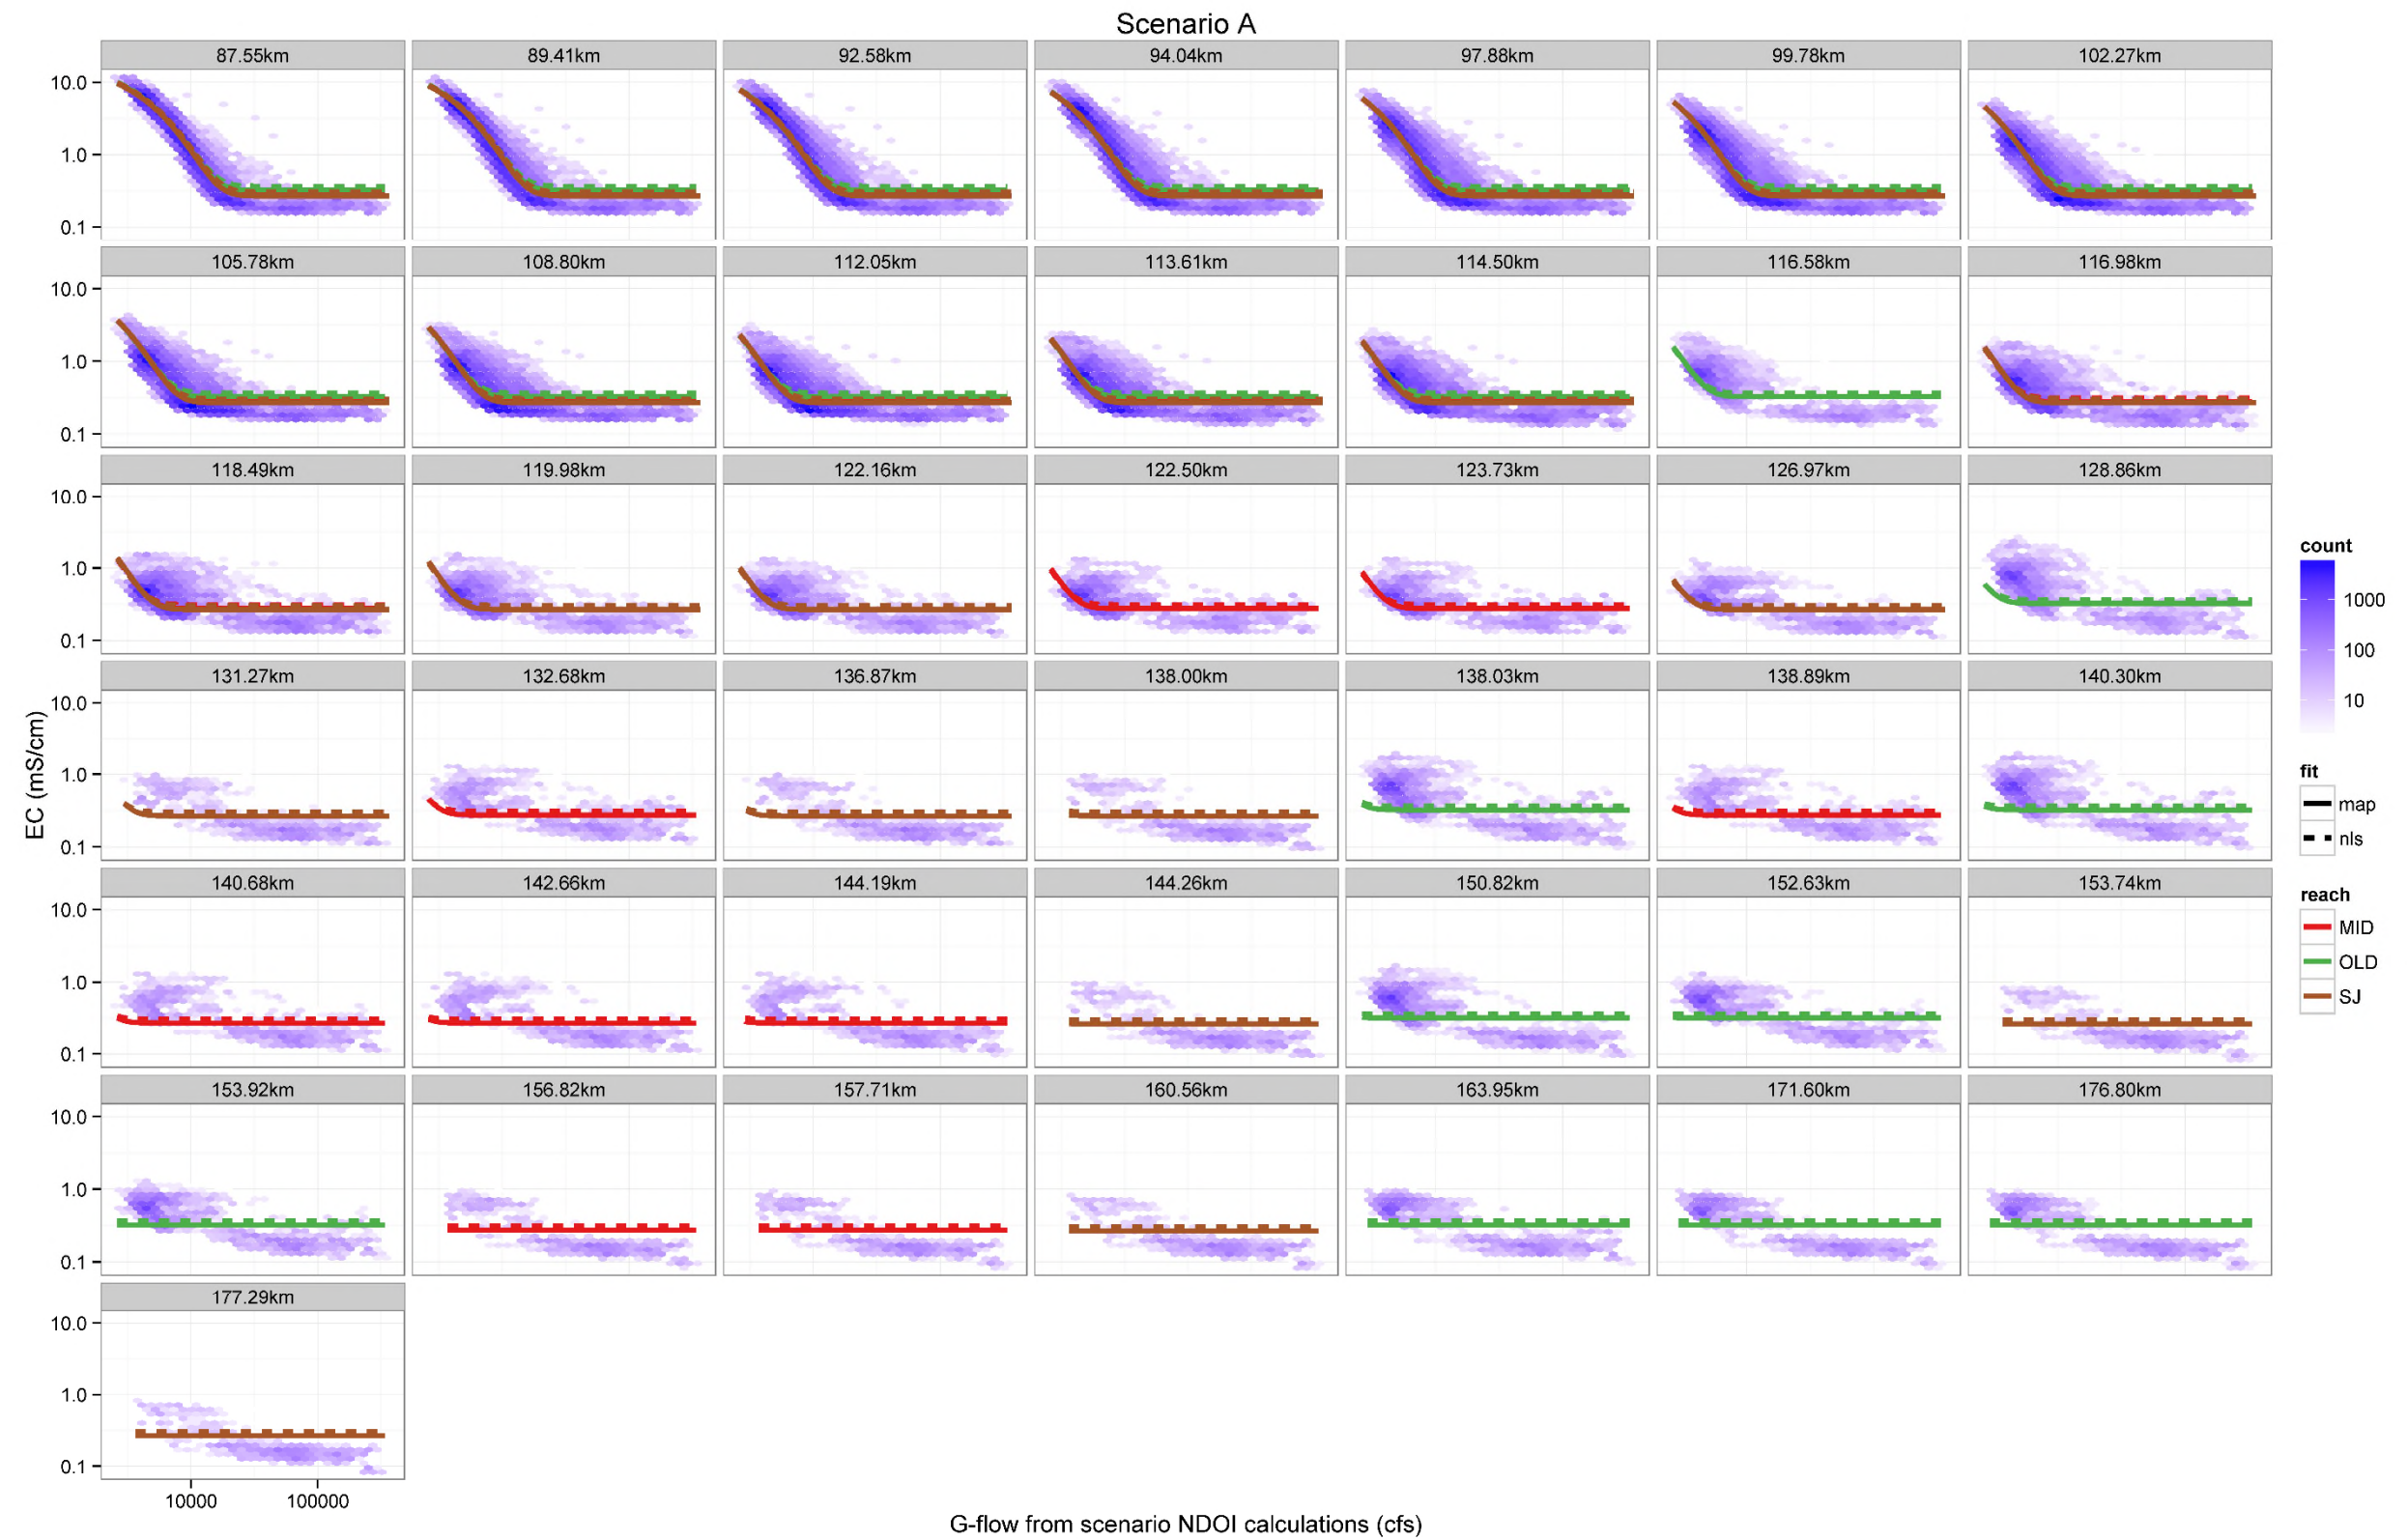 Scenario A
87.55km 89.41km 92.58km 94.04km 97.88km 99.78km 102.27km
10.0
1.0
0.1
105.78km 108.80km 112.05km 113.61km 114.50km 116.58km 116.98km
10.0
1.0
0.1
118.49km 119.98km 122.16km 122.50km 123.73km 126.97km 128.86km
10.0
1.0
0.1
131.27km 132.68km 136.87km 138.00km 138.03km 138.89km 140.30km
10.0
1.0
0.1
140.68km 142.66km 144.19km 144.26km 150.82km 152.63km 153.74km
10.0
1.0
0.1
153.92km 156.82km 157.71km 160.56km 163.95km 171.60km 176.80km
10.0
1.0
0.1
177.29km
10.0
1.0
0.1
10000 100000
EC (mS/cm)
G-flow from scenario NDOI calculations (cfs)
count
1000
100
10
fit
map
nls
reach
MID
OLD
SJ